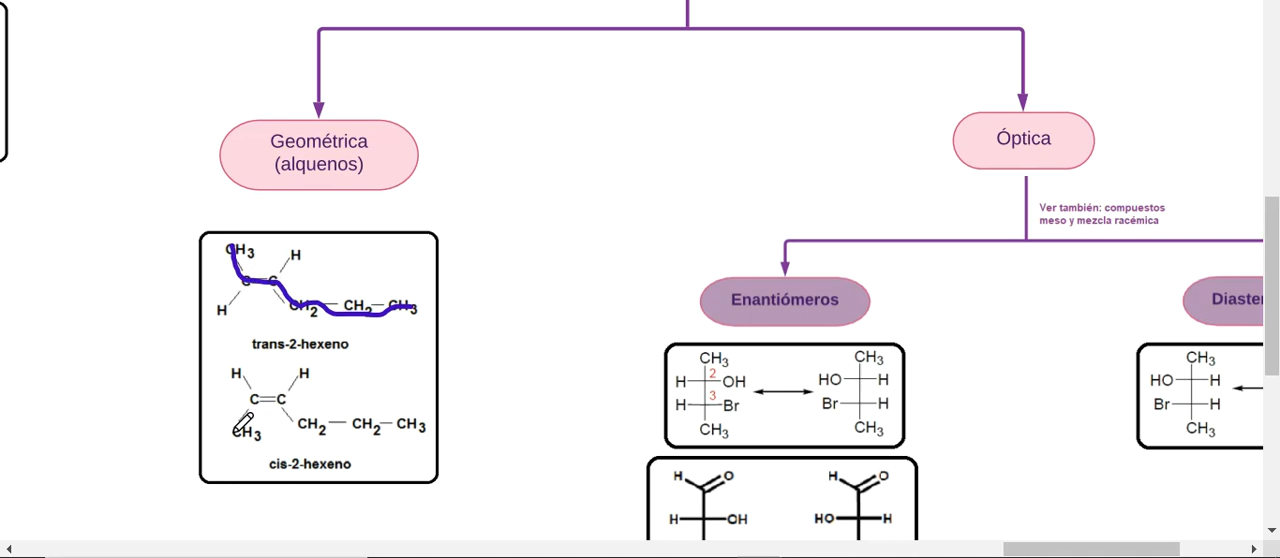 Geométrica
(alquenos)
Óptica
Ver también: compuestos
meso y mezcla racémica
CH3
H
C C
H
CH2 CH2 CH3
trans-2-hexeno
H H
C C
CH3
CH2 CH2 CH3
cis-2-hexeno
Enantiómeros
CH3
2
H OH
3
H Br
CH3
CH3
HO H
Br H
CH3
H O
H OH
H O
HO H
CH3
HO H
Br H
CH3